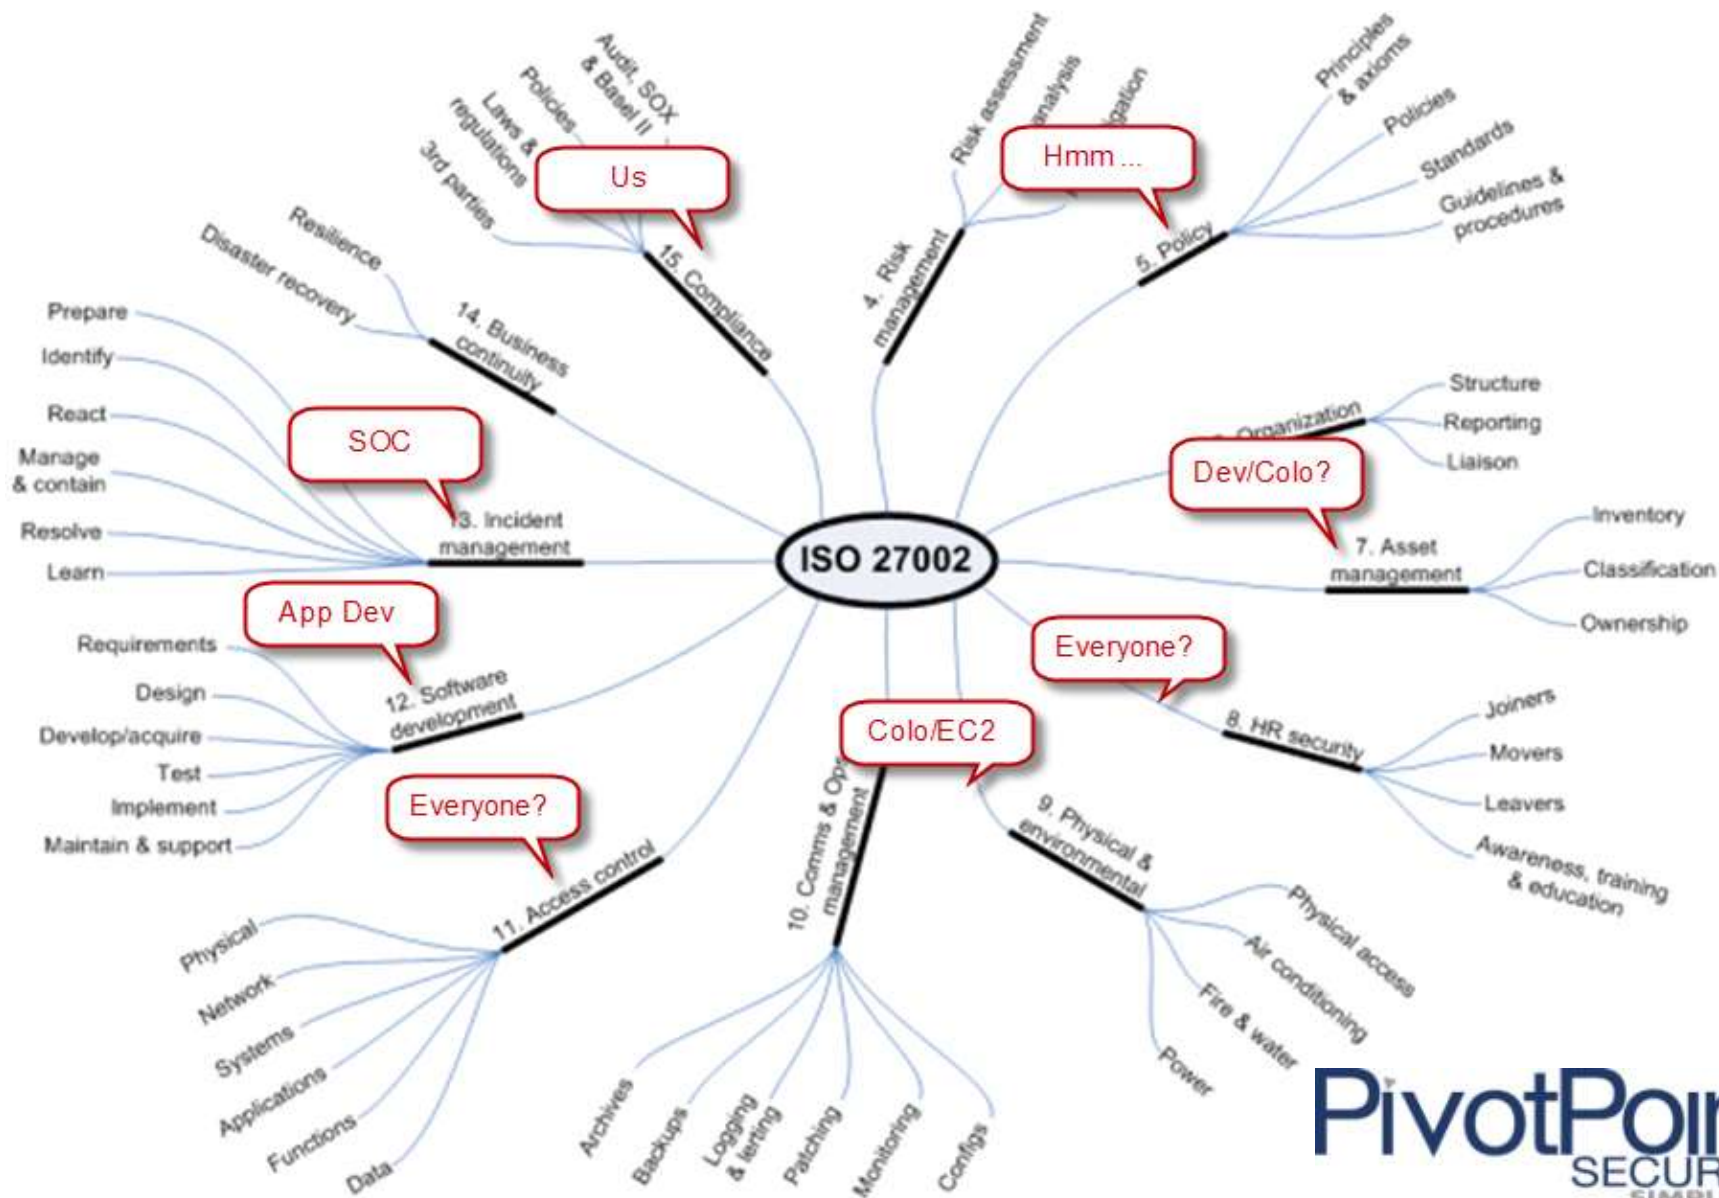 ISO 27002
4. Risk
management
Risk assessment
analysis
Hmm ...
5. Policy
Principles
& axioms
Policies
Standards
Guidelines &
procedures
Organization
Structure
Reporting
Liaison
Dev/Colo?
7. Asset
management
Inventory
Classification
Ownership
Everyone?
8. HR security
Joiners
Movers
Leavers
Awareness, training
& education
9. Physical &
environmental
Physical access
Air conditioning
Fire & water
Power
Colo/EC2
10. Comms & Ops
management
Archives
Backups
Logging
& lerting
Patching
Monitoring
Configs
Everyone?
11. Access control
Physical
Network
Systems
Applications
Functions
Data
App Dev
12. Software
development
Requirements
Design
Develop/acquire
Test
Implement
Maintain & support
SOC
13. Incident
management
Prepare
Identify
React
Manage
& contain
Resolve
Learn
14. Business
continuity
Resilience
Disaster recovery
Us
15. Compliance
3rd parties
Laws &
regulations
Policies
Audit, SOX
& Basel II
PivotPoin
SECUR